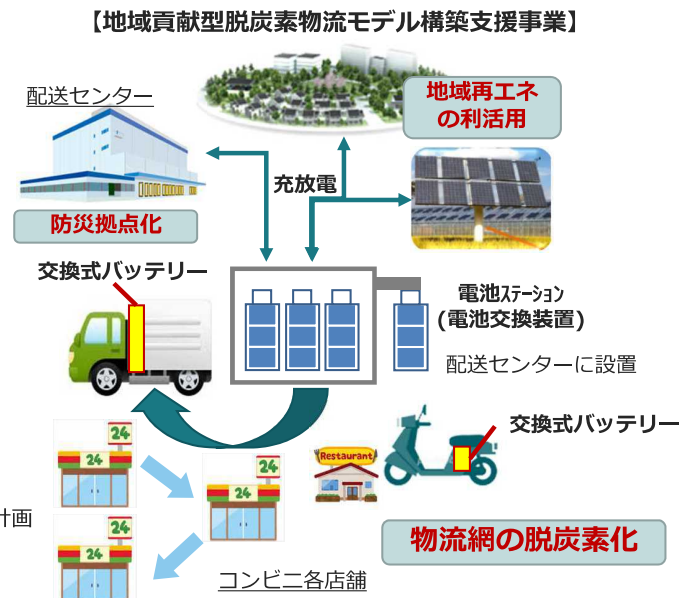 【地域貢献型脱炭素物流モデル構築支援事業】
配送センター
地域再エネ
の利活用
充放電
防災拠点化
交換式バッテリー
電池ステーション
(電池交換装置)
配送センターに設置
交換式バッテリー
24
24
Restaurant
24
24
計画
24
24
物流網の脱炭素化
コンビニ各店舗